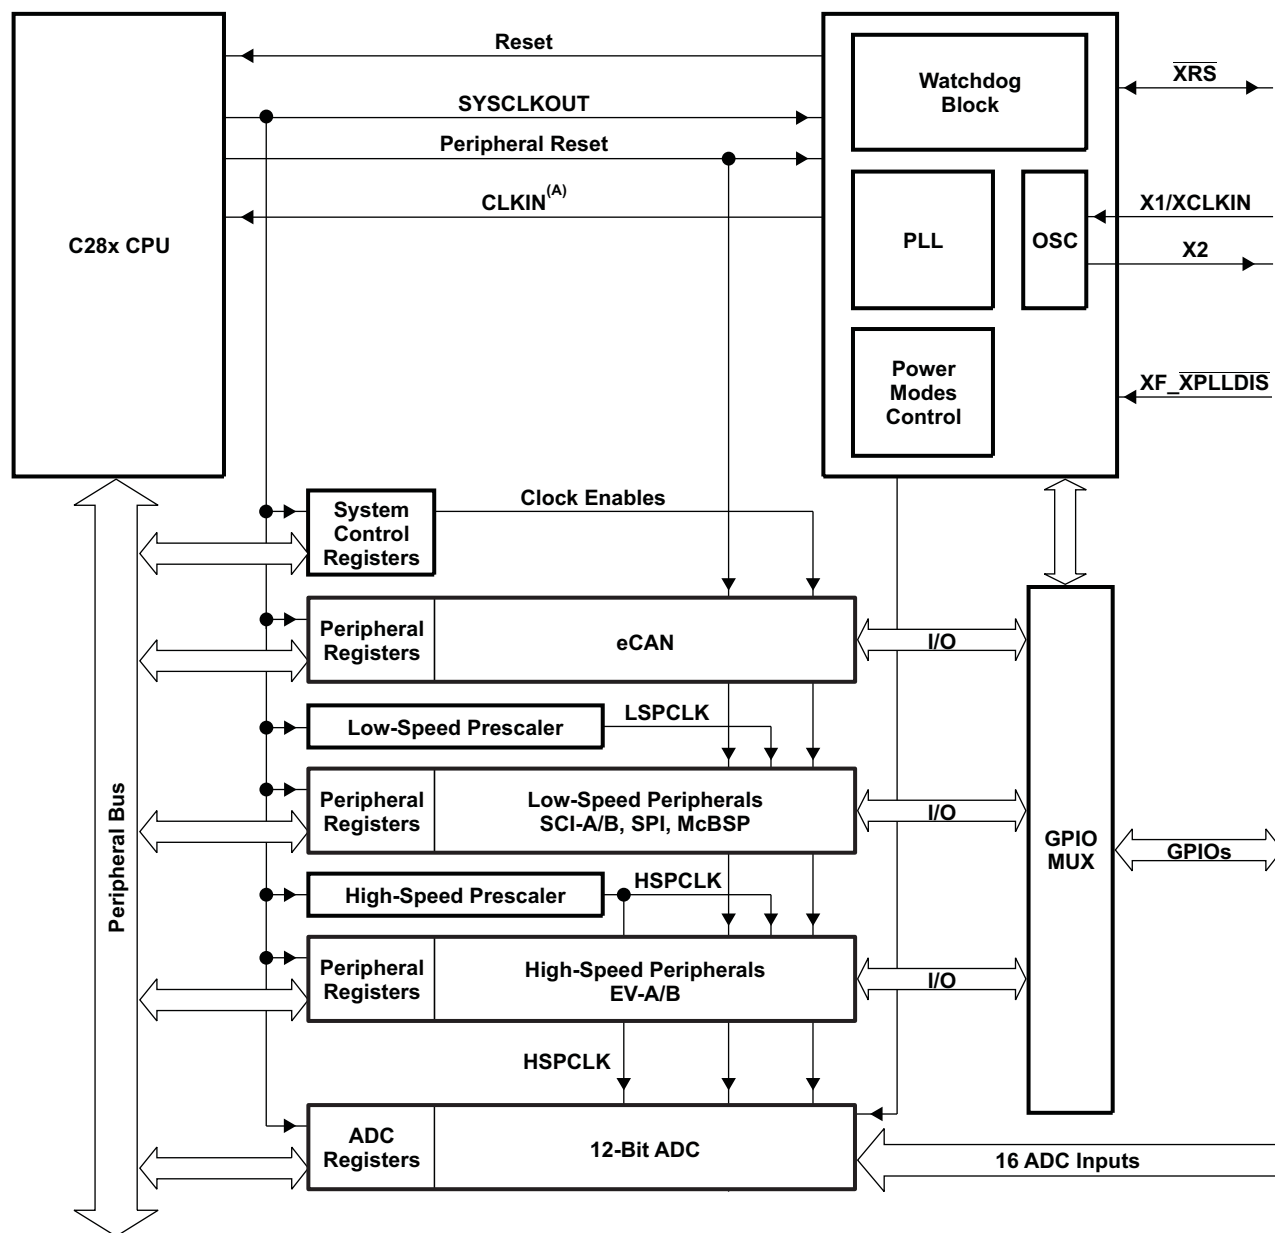 Reset
SYSCLKOUT
Peripheral Reset
CLKIN(A)
C28x CPU
Watchdog
Block
PLL
OSC
Power
Modes
Control
XRS
X1/XCLKIN
X2
XF_XPLLDIS
System
Control
Registers
Clock Enables
Peripheral
Registers
eCAN
I/O
Low-Speed Prescaler
LSPCLK
Peripheral
Registers
Low-Speed Peripherals
SCI-A/B, SPI, McBSP
I/O
High-Speed Prescaler
HSPCLK
Peripheral
Registers
High-Speed Peripherals
EV-A/B
I/O
HSPCLK
ADC
Registers
12-Bit ADC
16 ADC Inputs
GPIO
MUX
GPIOs
Peripheral Bus